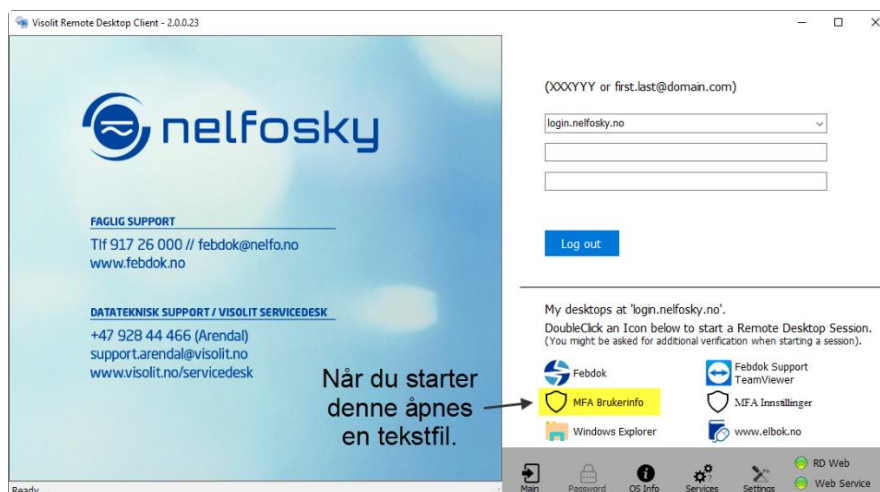 Visolit Remote Desktop Client - 2.0.0.23
nelfosky
FAGLIG SUPPORT
Tlf 917 26 000 // febdok@nelfo.no
www.febdok.no
DATATEKNISK SUPPORT / VISOLIT SERVICEDESK
+47 928 44 466 (Arendal)
support.arendal@visolit.no
www.visolit.no/servicedesk
Når du starter
denne åpnes
en tekstfil.
Ready
(XXXYYY or first.last@domain.com)
login.nelfosky.no
Log out
My desktops at 'login.nelfosky.no'.
DoubleClick an Icon below to start a Remote Desktop Session.
(You might be asked for additional verification when starting a session).
Febdok
Febdok Support
TeamViewer
MFA Brukerinfo
MFA Innstillinger
Windows Explorer
www.elbok.no
Main
Password
OS Info
Services
Settings
RD Web
Web Service